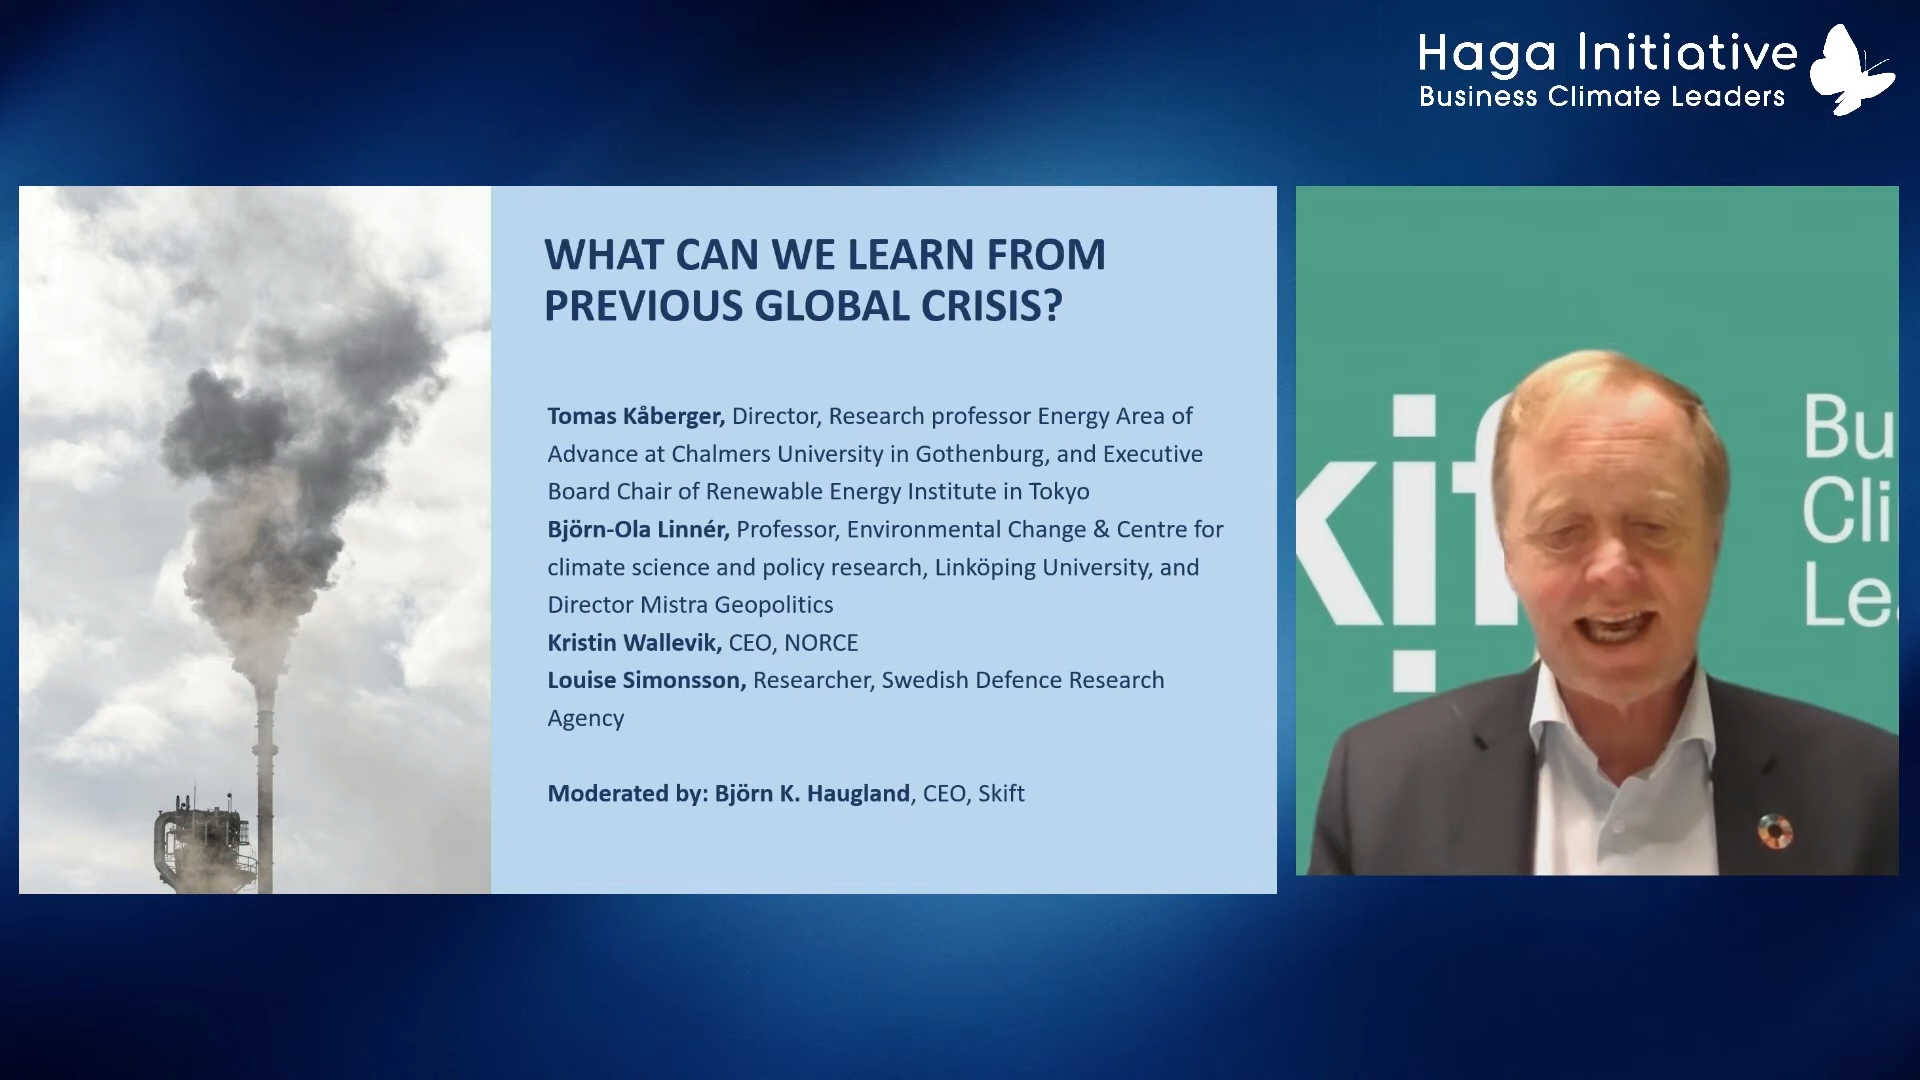 Haga Initiative
Business Climate Leaders
WHAT CAN WE LEARN FROM
PREVIOUS GLOBAL CRISIS?
Tomas Kåberger, Director, Research professor Energy Area of
Advance at Chalmers University in Gothenburg, and Executive
Board Chair of Renewable Energy Institute in Tokyo
Björn-Ola Linnér, Professor, Environmental Change & Centre for
climate science and policy research, Linköping University, and
Director Mistra Geopolitics
Kristin Wallevik, CEO, NORCE
Louise Simonsson, Researcher, Swedish Defence Research
Agency
Moderated by: Björn K. Haugland, CEO, Skift
kif
Bu
Cli
Le